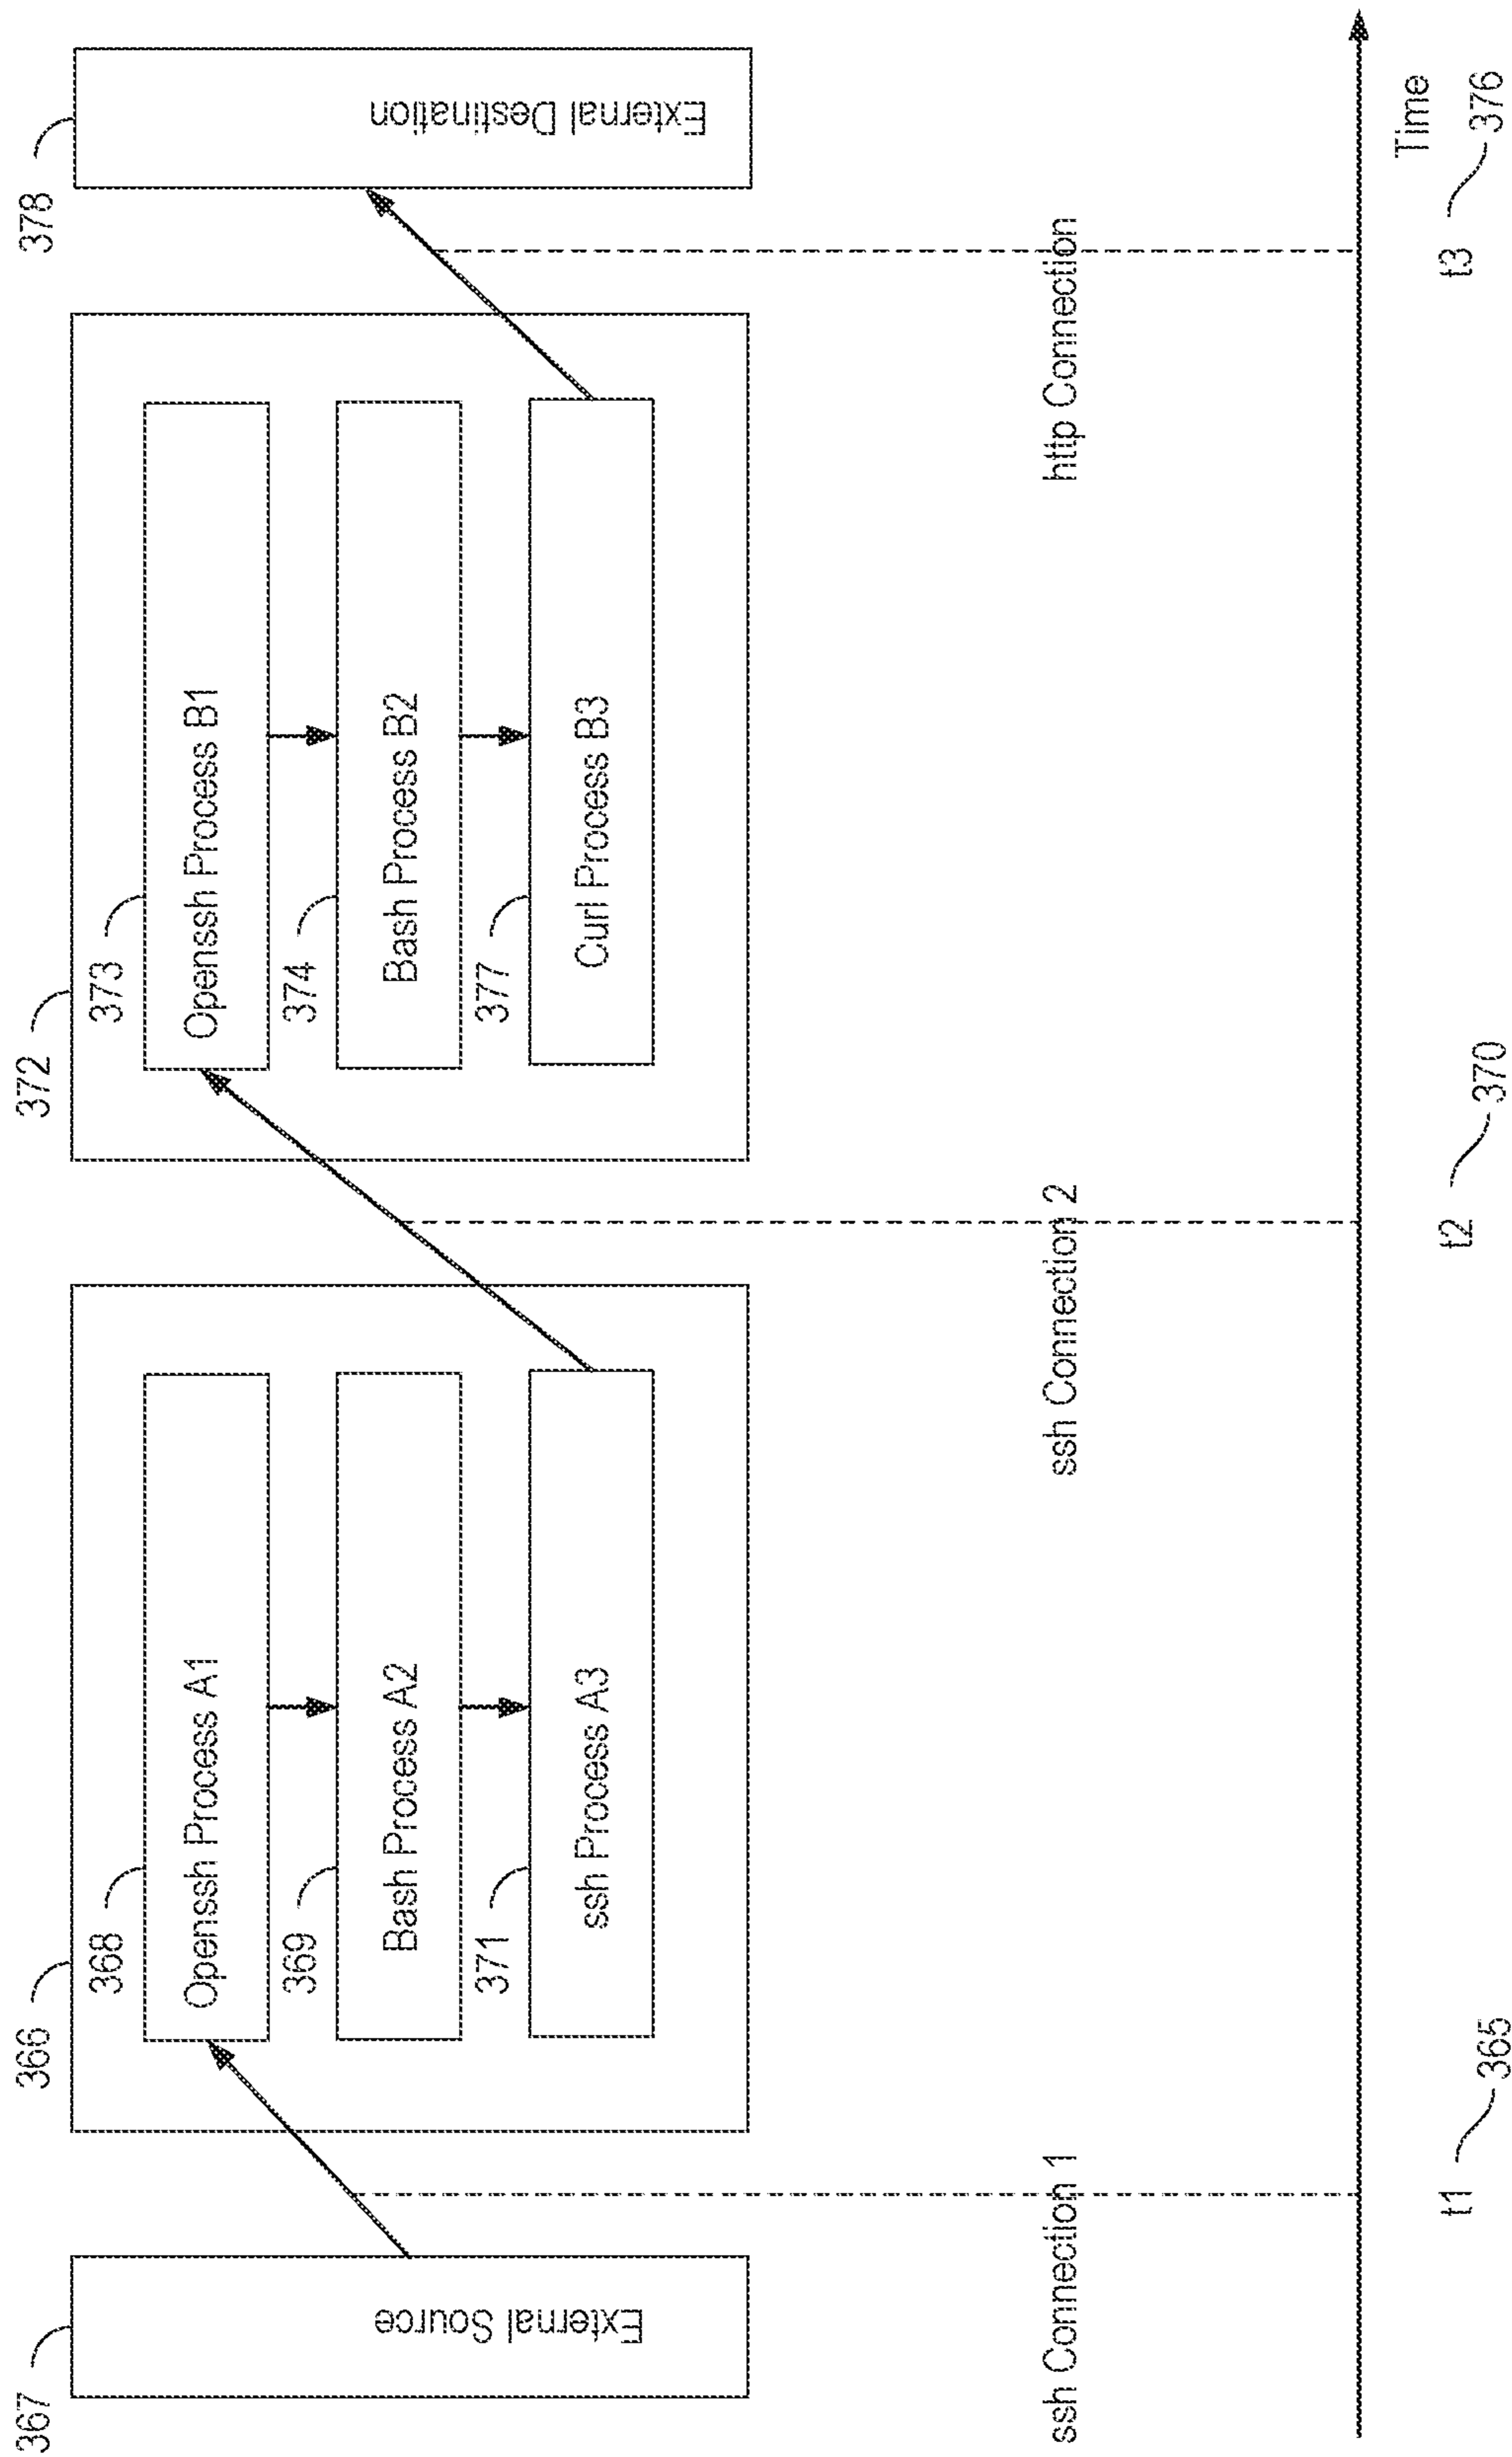 367
External Source
366
368
Openssh Process A1
369
Bash Process A2
371
ssh Process A3
372
373
Openssh Process B1
374
Bash Process B2
377
Curl Process B3
378
External Destination
ssh Connection 1
ssh Connection 2
http Connection
Time
t1
365
t2
370
t3
376